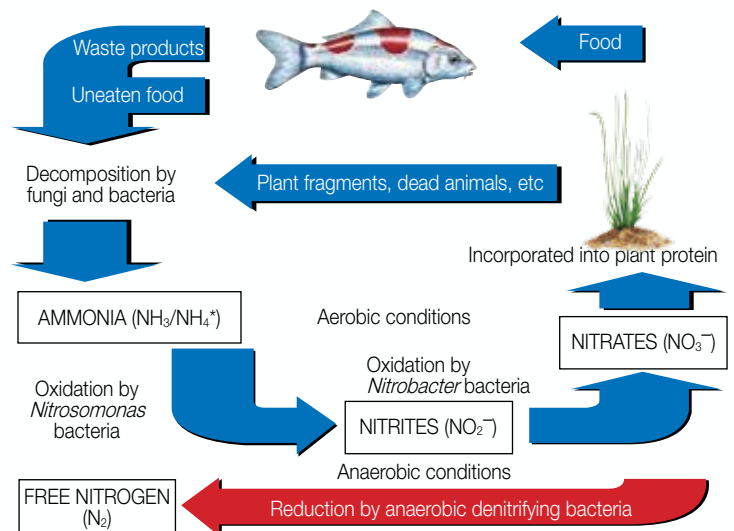 Waste products
Food
Uneaten food
Decomposition by
fungi and bacteria
Plant fragments, dead animals, etc
Incorporated into plant protein
AMMONIA (NH₃/NH₄*)
Aerobic conditions
NITRATES (NO₃⁻)
Oxidation by
Nitrosomonas
bacteria
Oxidation by
Nitrobacter bacteria
NITRITES (NO₂⁻)
Anaerobic conditions
FREE NITROGEN
(N₂)
Reduction by anaerobic denitrifying bacteria